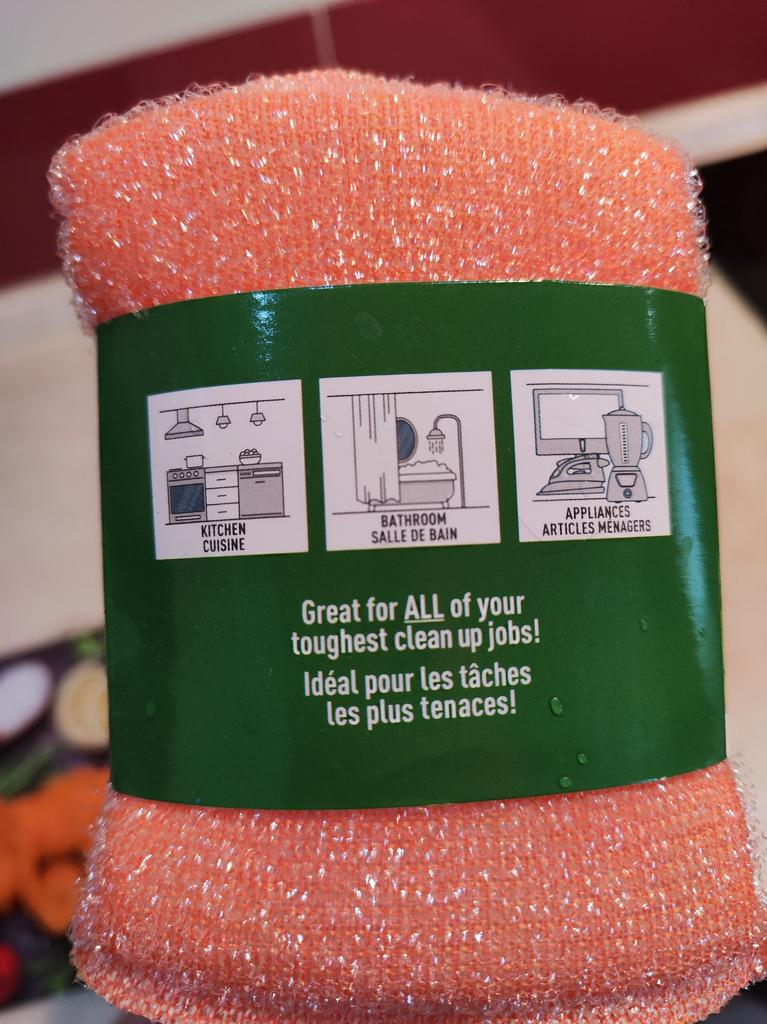 KITCHEN
CUISINE
BATHROOM
SALLE DE BAIN
APPLIANCES
ARTICLES MÉNAGERS
Great for ALL of your
toughest clean up jobs!
Idéal pour les tâches
les plus tenaces!